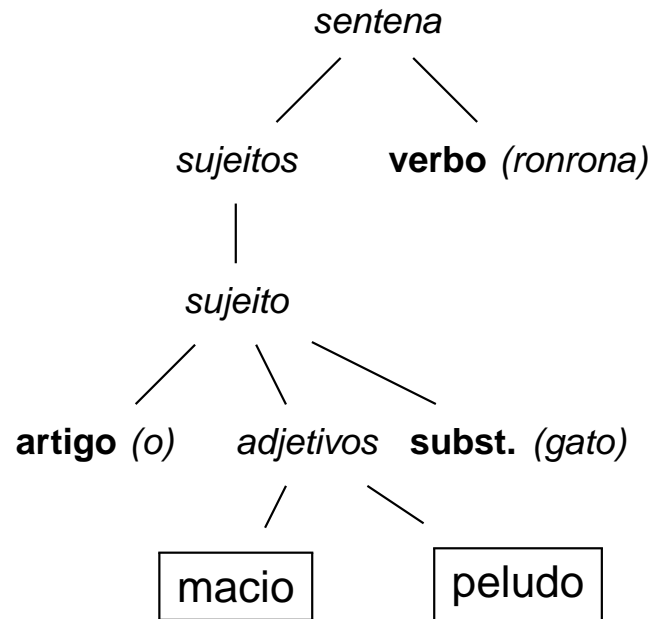 sentena
sujeitos verbo (ronrona)
sujeito
artigo (o) adjetivos subst. (gato)
macio peludo